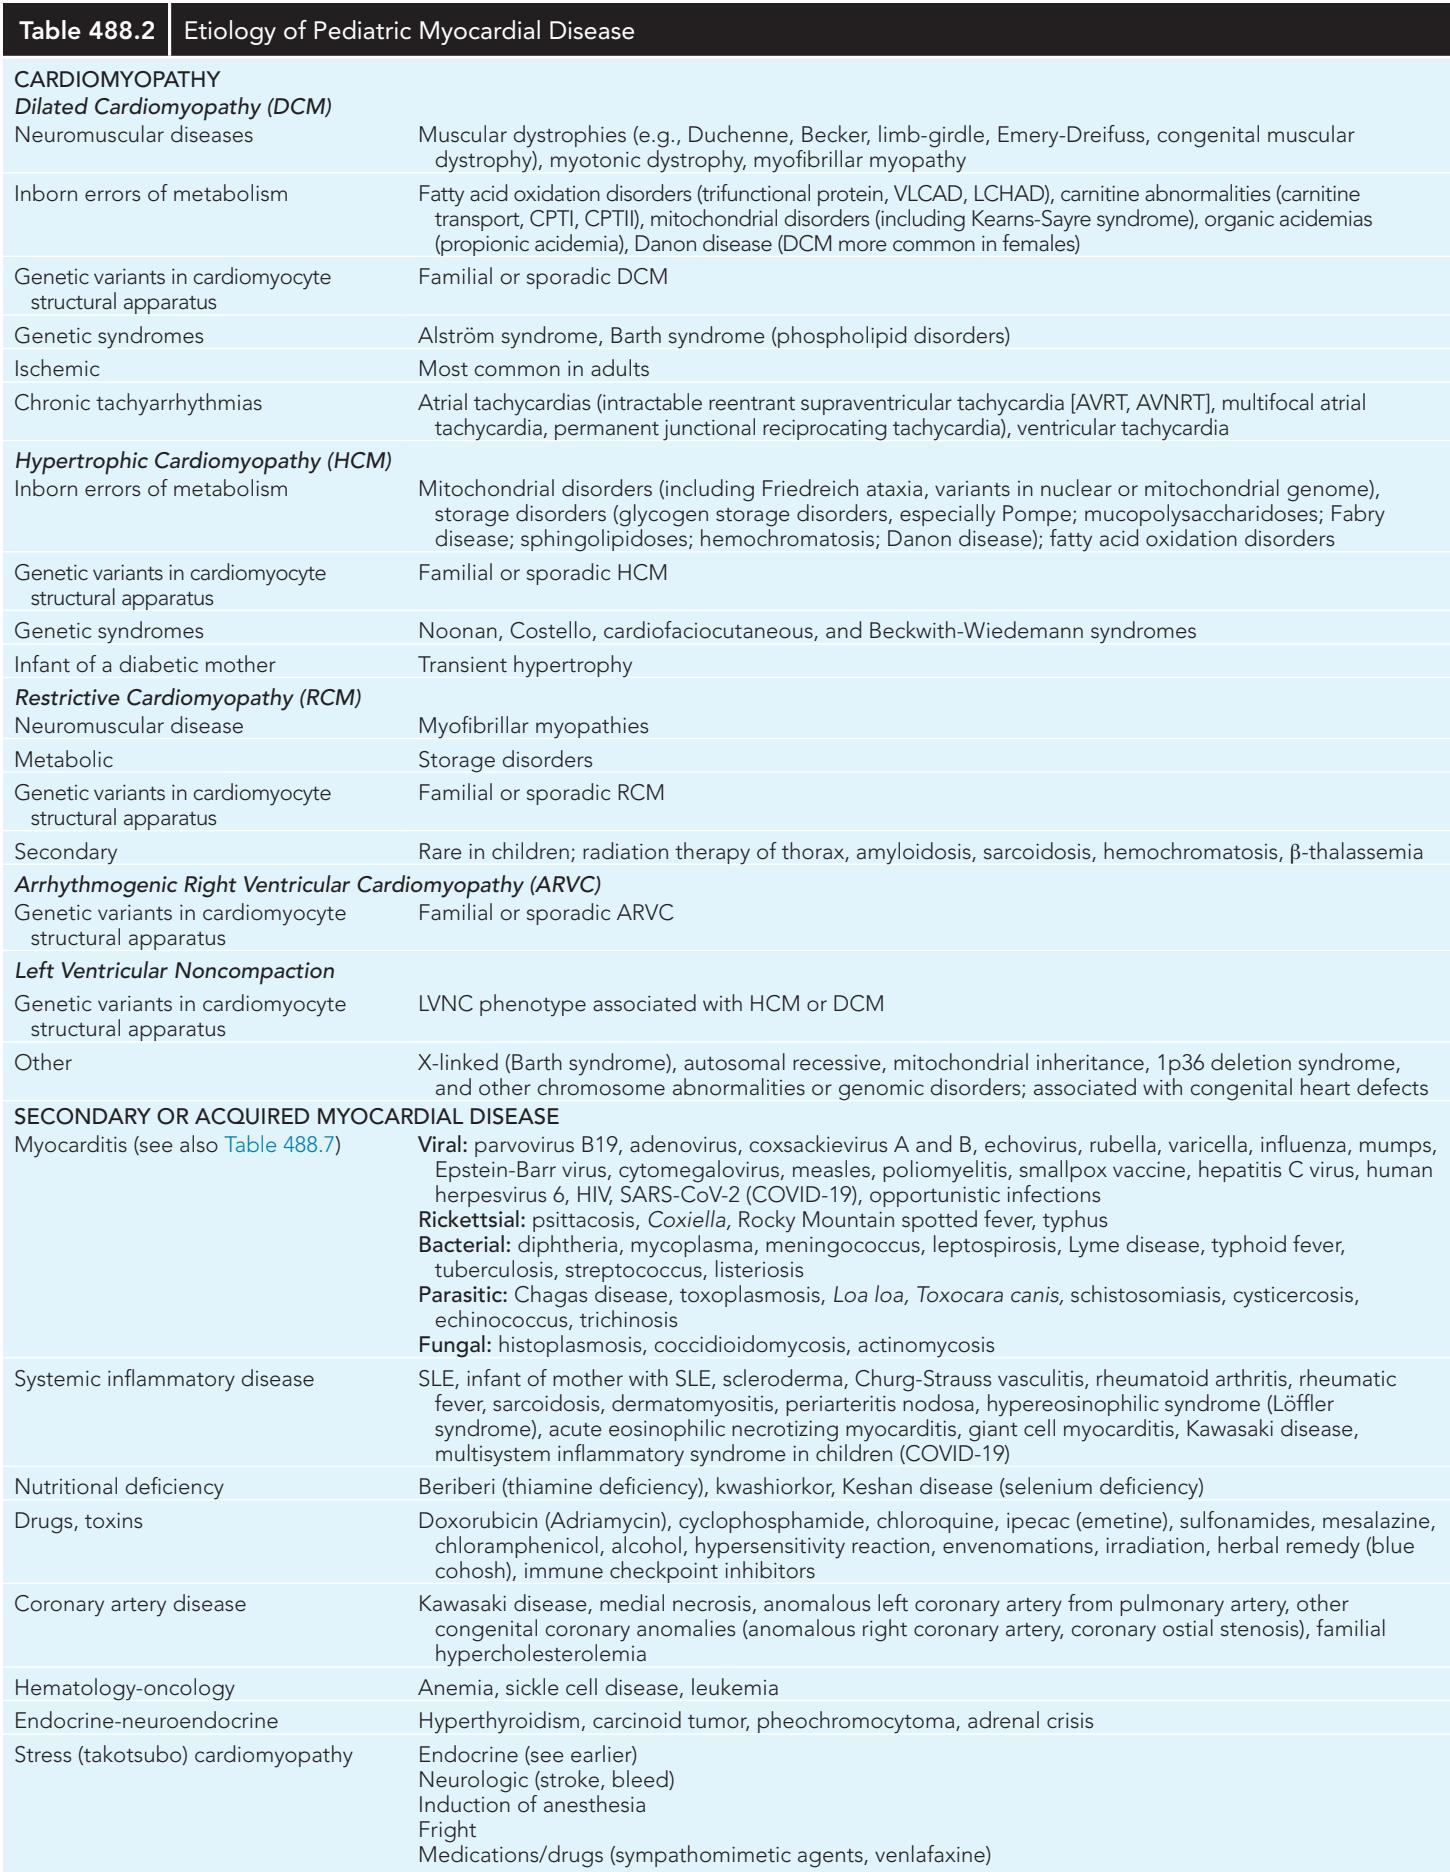 Table 488.2 Etiology of Pediatric Myocardial Disease
CARDIOMYOPATHY
Dilated Cardiomyopathy (DCM)
Neuromuscular diseases Muscular dystrophies (e.g., Duchenne, Becker, limb-girdle, Emery-Dreifuss, congenital muscular
dystrophy), myotonic dystrophy, myofibrillar myopathy
Inborn errors of metabolism Fatty acid oxidation disorders (trifunctional protein, VLCAD, LCHAD), carnitine abnormalities (carnitine
transport, CPTI, CPTII), mitochondrial disorders (including Kearns-Sayre syndrome), organic acidemias
(propionic acidemia), Danon disease (DCM more common in females)
Genetic variants in cardiomyocyte Familial or sporadic DCM
structural apparatus
Genetic syndromes Alström syndrome, Barth syndrome (phospholipid disorders)
Ischemic Most common in adults
Chronic tachyarrhythmias Atrial tachycardias (intractable reentrant supraventricular tachycardia [AVRT, AVNRT], multifocal atrial
tachycardia, permanent junctional reciprocating tachycardia), ventricular tachycardia
Hypertrophic Cardiomyopathy (HCM)
Inborn errors of metabolism Mitochondrial disorders (including Friedreich ataxia, variants in nuclear or mitochondrial genome),
storage disorders (glycogen storage disorders, especially Pompe; mucopolysaccharidoses; Fabry
disease; sphingolipidoses; hemochromatosis; Danon disease); fatty acid oxidation disorders
Genetic variants in cardiomyocyte Familial or sporadic HCM
structural apparatus
Genetic syndromes Noonan, Costello, cardiofaciocutaneous, and Beckwith-Wiedemann syndromes
Infant of a diabetic mother Transient hypertrophy
Restrictive Cardiomyopathy (RCM)
Neuromuscular disease Myofibrillar myopathies
Metabolic Storage disorders
Genetic variants in cardiomyocyte Familial or sporadic RCM
structural apparatus
Secondary Rare in children; radiation therapy of thorax, amyloidosis, sarcoidosis, hemochromatosis, β-thalassemia
Arrhythmogenic Right Ventricular Cardiomyopathy (ARVC)
Genetic variants in cardiomyocyte Familial or sporadic ARVC
structural apparatus
Left Ventricular Noncompaction
Genetic variants in cardiomyocyte LVNC phenotype associated with HCM or DCM
structural apparatus
Other X-linked (Barth syndrome), autosomal recessive, mitochondrial inheritance, 1p36 deletion syndrome,
and other chromosome abnormalities or genomic disorders; associated with congenital heart defects
SECONDARY OR ACQUIRED MYOCARDIAL DISEASE
Myocarditis (see also Table 488.7) Viral: parvovirus B19, adenovirus, coxsackievirus A and B, echovirus, rubella, varicella, influenza, mumps,
Epstein-Barr virus, cytomegalovirus, measles, poliomyelitis, smallpox vaccine, hepatitis C virus, human
herpesvirus 6, HIV, SARS-CoV-2 (COVID-19), opportunistic infections
Rickettsial: psittacosis, Coxiella, Rocky Mountain spotted fever, typhus
Bacterial: diphtheria, mycoplasma, meningococcus, leptospirosis, Lyme disease, typhoid fever,
tuberculosis, streptococcus, listeriosis
Parasitic: Chagas disease, toxoplasmosis, Loa loa, Toxocara canis, schistosomiasis, cysticercosis,
echinococcus, trichinosis
Fungal: histoplasmosis, coccidioidomycosis, actinomycosis
Systemic inflammatory disease SLE, infant of mother with SLE, scleroderma, Churg-Strauss vasculitis, rheumatoid arthritis, rheumatic
fever, sarcoidosis, dermatomyositis, periarteritis nodosa, hypereosinophilic syndrome (Löffler
syndrome), acute eosinophilic necrotizing myocarditis, giant cell myocarditis, Kawasaki disease,
multisystem inflammatory syndrome in children (COVID-19)
Nutritional deficiency Beriberi (thiamine deficiency), kwashiorkor, Keshan disease (selenium deficiency)
Drugs, toxins Doxorubicin (Adriamycin), cyclophosphamide, chloroquine, ipecac (emetine), sulfonamides, mesalazine,
chloramphenicol, alcohol, hypersensitivity reaction, envenomations, irradiation, herbal remedy (blue
cohosh), immune checkpoint inhibitors
Coronary artery disease Kawasaki disease, medial necrosis, anomalous left coronary artery from pulmonary artery, other
congenital coronary anomalies (anomalous right coronary artery, coronary ostial stenosis), familial
hypercholesterolemia
Hematology-oncology Anemia, sickle cell disease, leukemia
Endocrine-neuroendocrine Hyperthyroidism, carcinoid tumor, pheochromocytoma, adrenal crisis
Stress (takotsubo) cardiomyopathy Endocrine (see earlier)
Neurologic (stroke, bleed)
Induction of anesthesia
Fright
Medications/drugs (sympathomimetic agents, venlafaxine)